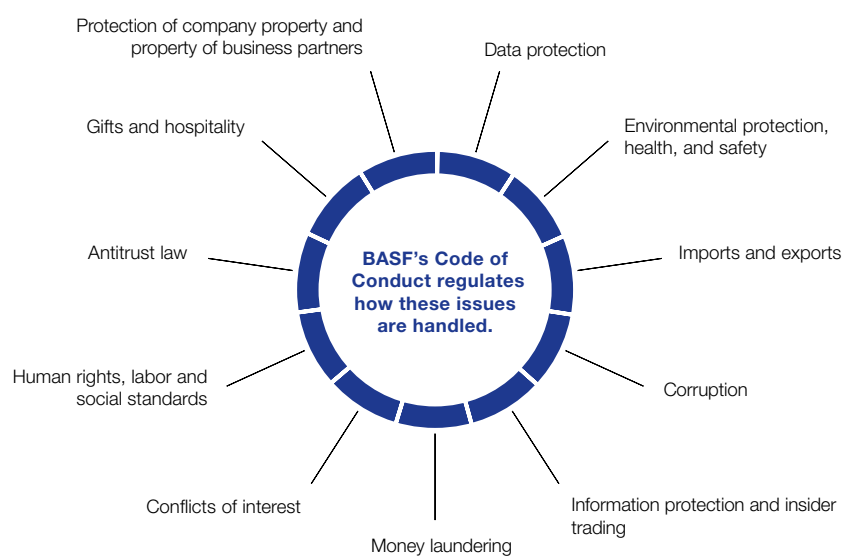 Protection of company property and
property of business partners
Data protection
Gifts and hospitality
Environmental protection,
health, and safety
Antitrust law
BASF's Code of
Conduct regulates
how these issues
are handled.
Imports and exports
Human rights, labor and
social standards
Corruption
Conflicts of interest
Information protection and insider
trading
Money laundering